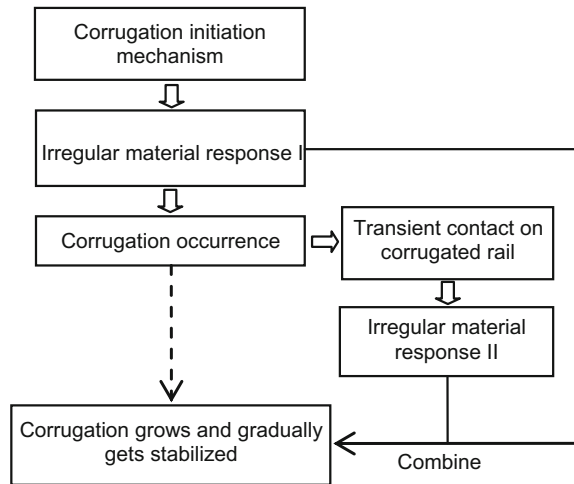 Corrugation initiation
mechanism
Irregular material response I
Corrugation occurrence
Transient contact on
corrugated rail
Irregular material
response II
Corrugation grows and gradually
gets stabilized
Combine